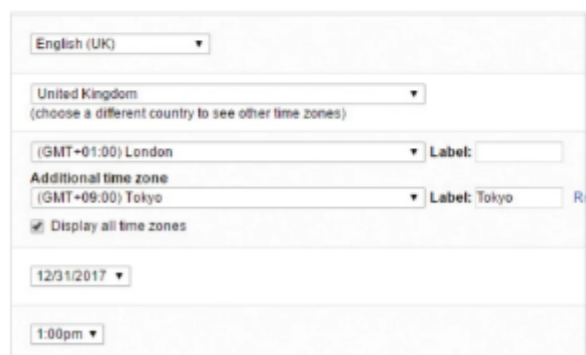 English (UK)
United Kingdom
(choose a different country to see other time zones)
(GMT+01:00) London Label:
Additional time zone
(GMT+09:00) Tokyo Label: Tokyo
Display all time zones
12/31/2017
1:00pm